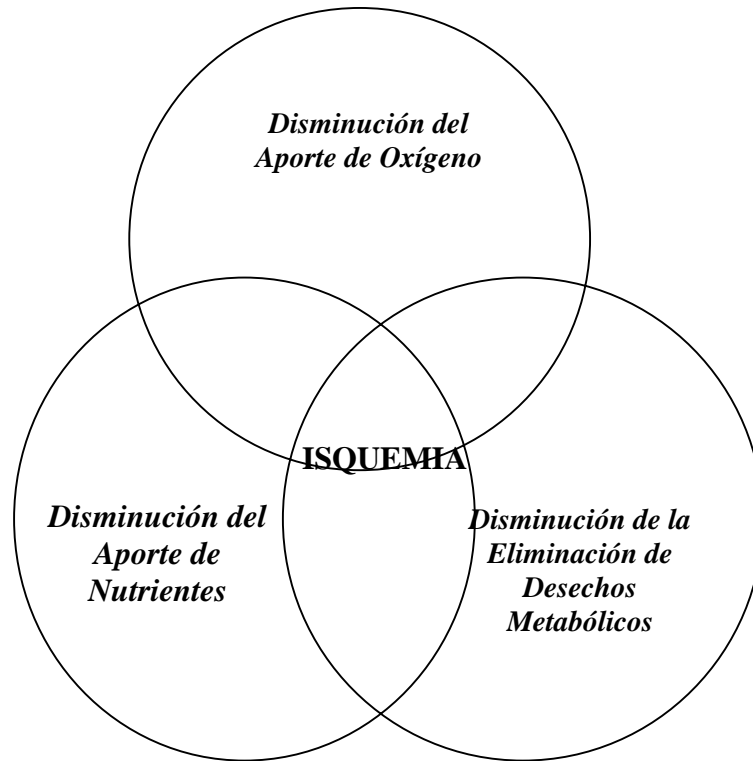 Disminución del
Aporte de Oxígeno
ISQUEMIA
Disminución del
Aporte de
Nutrientes
Disminución de la
Eliminación de
Desechos
Metabólicos